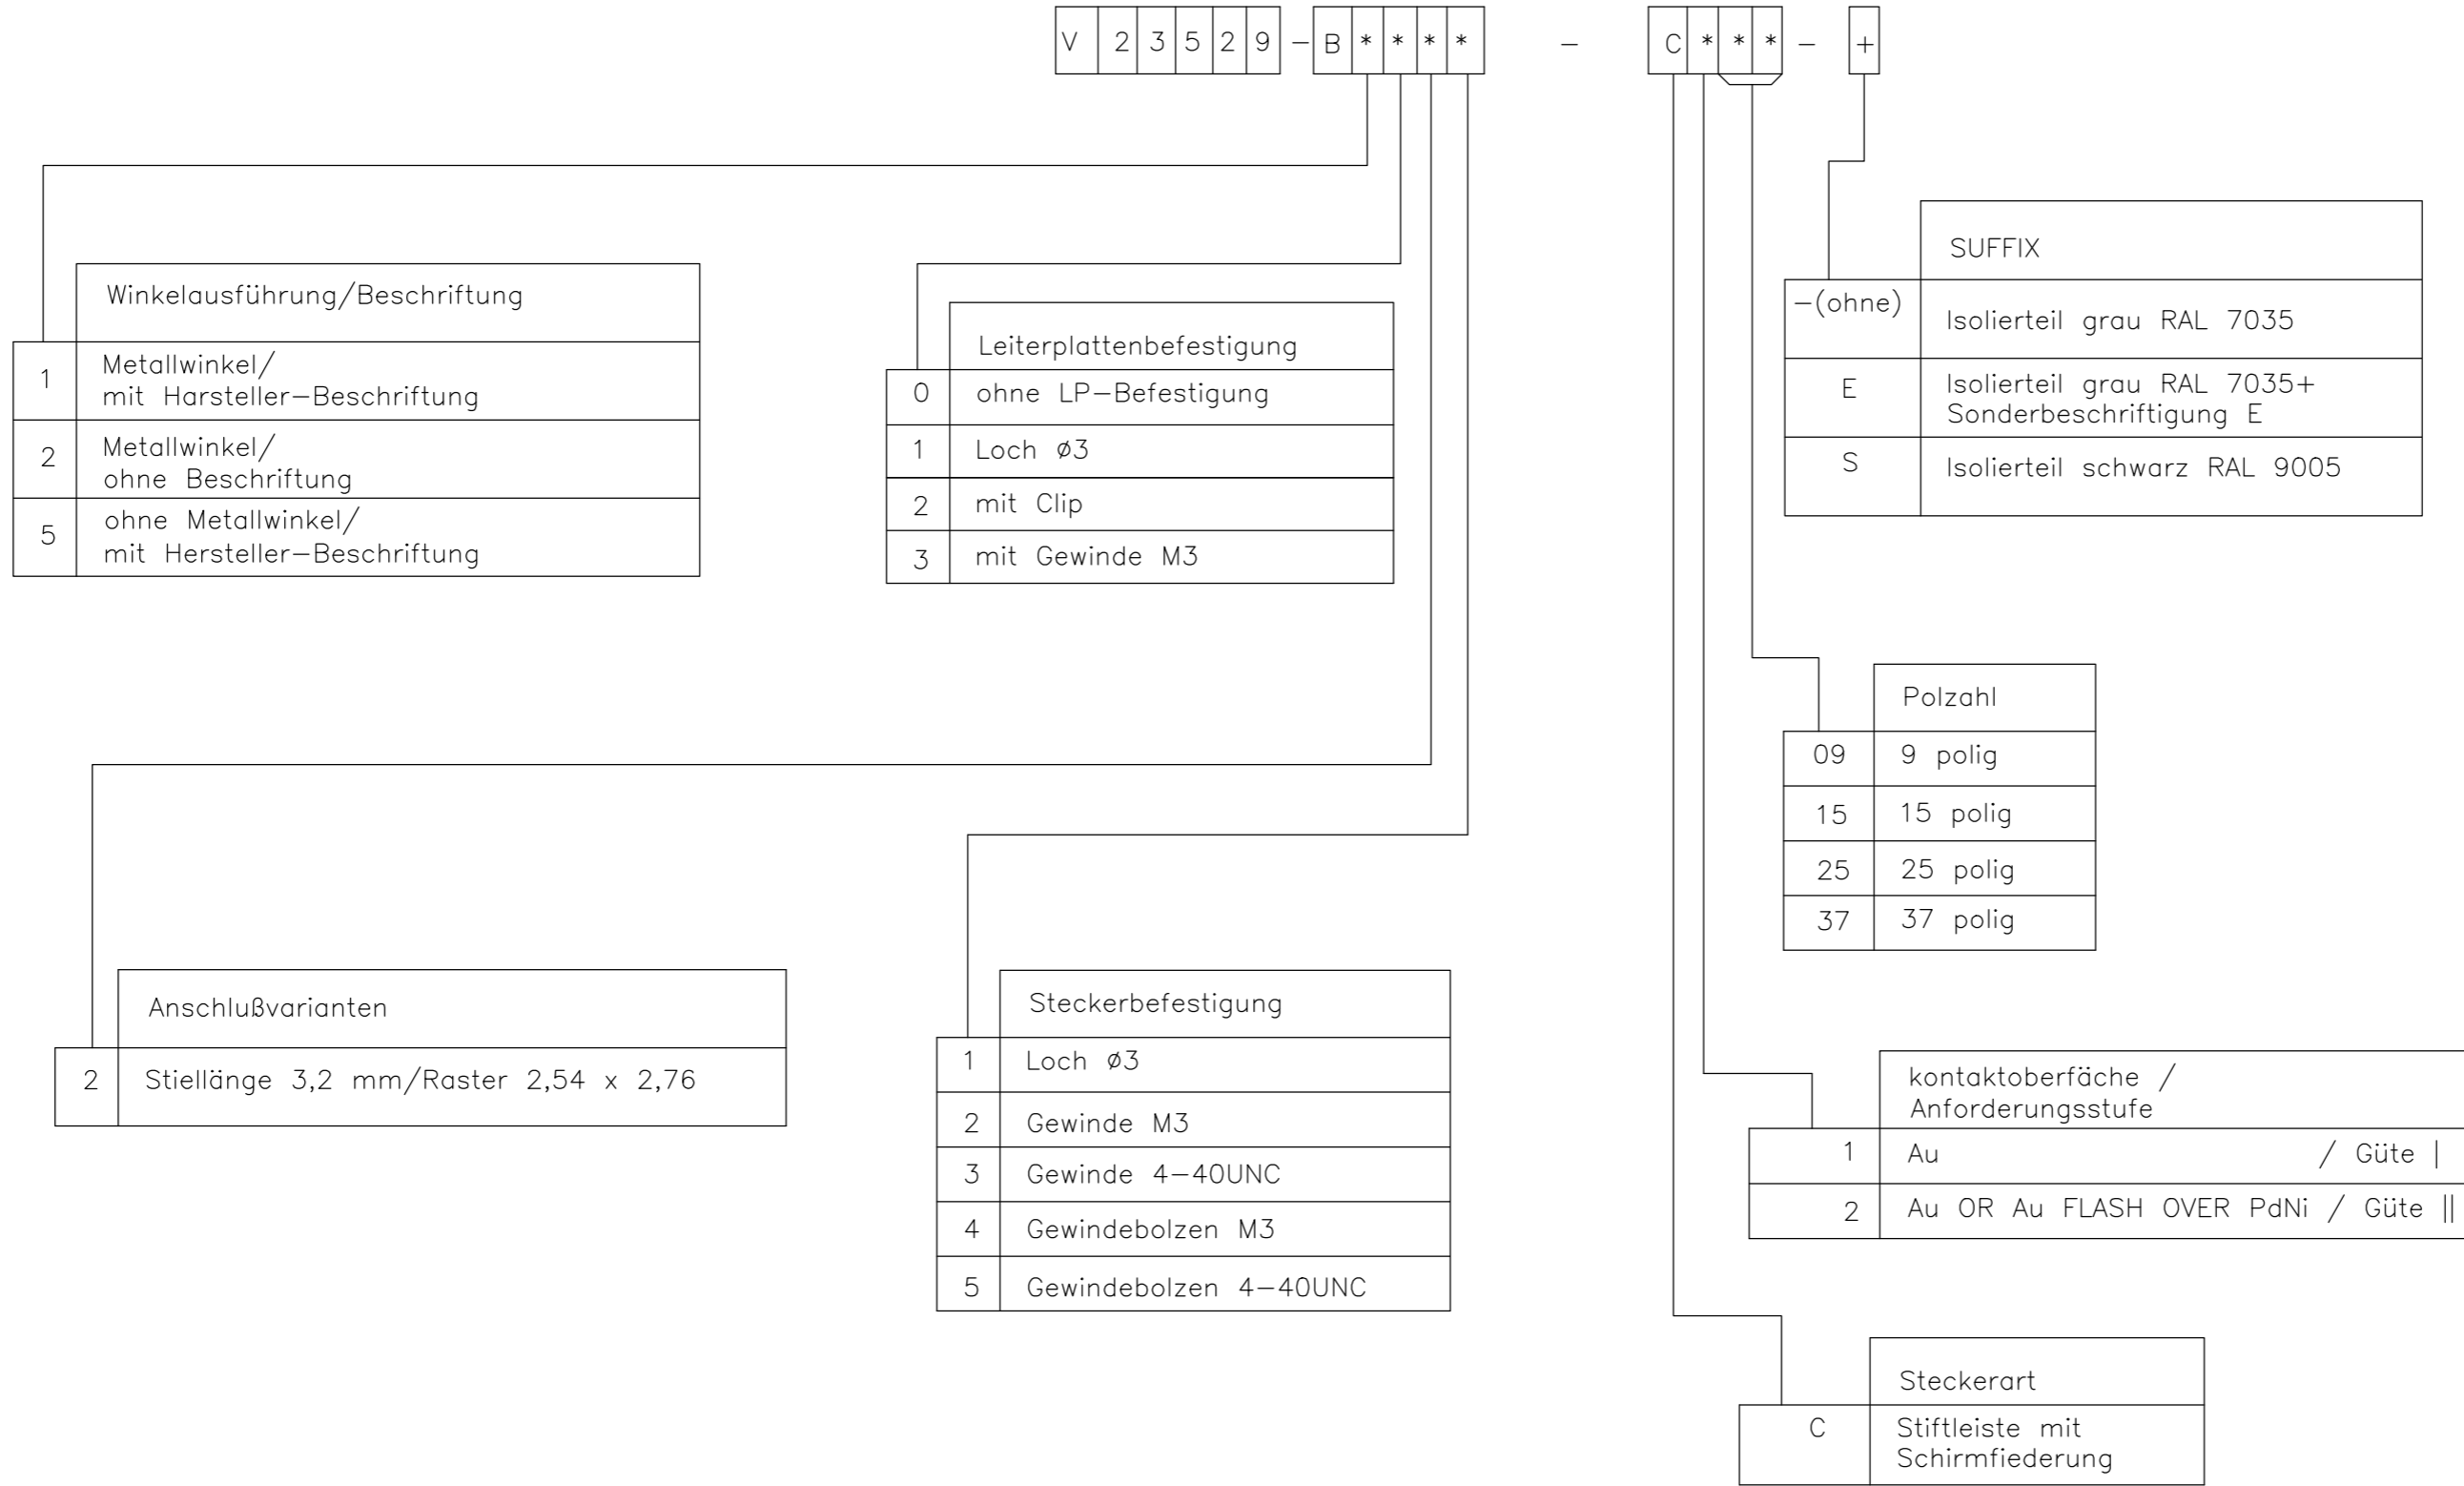 V 23529-B**** - C***- +
Winkelausführung/Beschriftung
1 Metallwinkel/
mit Harsteller-Beschriftung
2 Metallwinkel/
ohne Beschriftung
5 ohne Metallwinkel/
mit Hersteller-Beschriftung
Leiterplattenbefestigung
0 ohne LP-Befestigung
1 Loch ø3
2 mit Clip
3 mit Gewinde M3
SUFFIX
-(ohne) Isolierteil grau RAL 7035
E Isolierteil grau RAL 7035+
Sonderbeschriftigung E
S Isolierteil schwarz RAL 9005
Polzahl
09 9 polig
15 15 polig
25 25 polig
37 37 polig
Anschlußvarianten
2 Stiellänge 3,2 mm/Raster 2,54 x 2,76
Steckerbefestigung
1 Loch ø3
2 Gewinde M3
3 Gewinde 4-40UNC
4 Gewindebolzen M3
5 Gewindebolzen 4-40UNC
kontaktoberfäche /
Anforderungsstufe
1 Au / Güte |
2 Au OR Au FLASH OVER PdNi / Güte ||
Steckerart
C Stiftleiste mit
Schirmfiederung